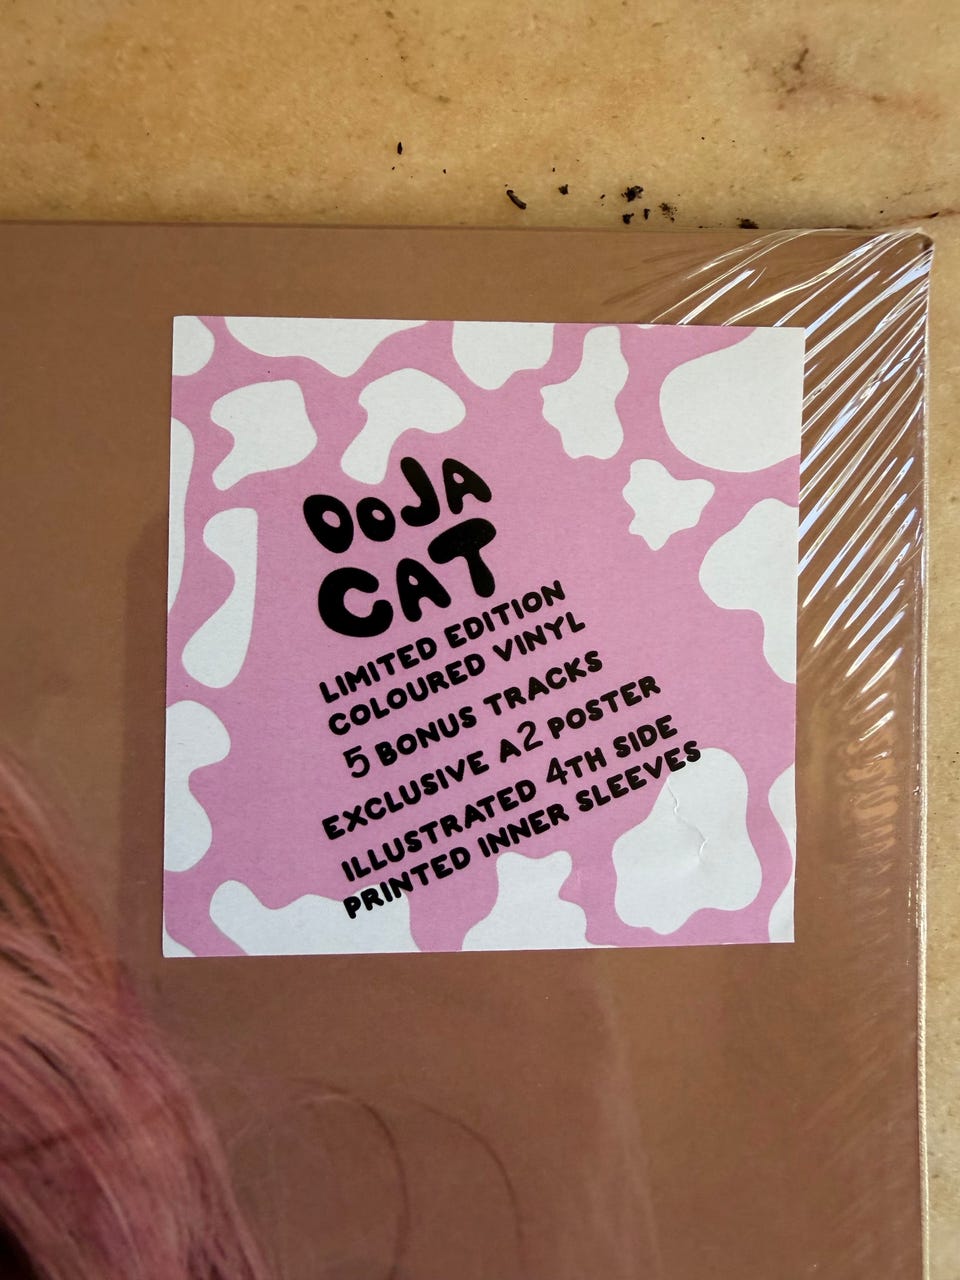 DOJA
CAT
LIMITED EDITION
COLOURED VINYL
5 BONUS TRACKS
EXCLUSIVE A2 POSTER
ILLUSTRATED 4TH SIDE
PRINTED INNER SLEEVES